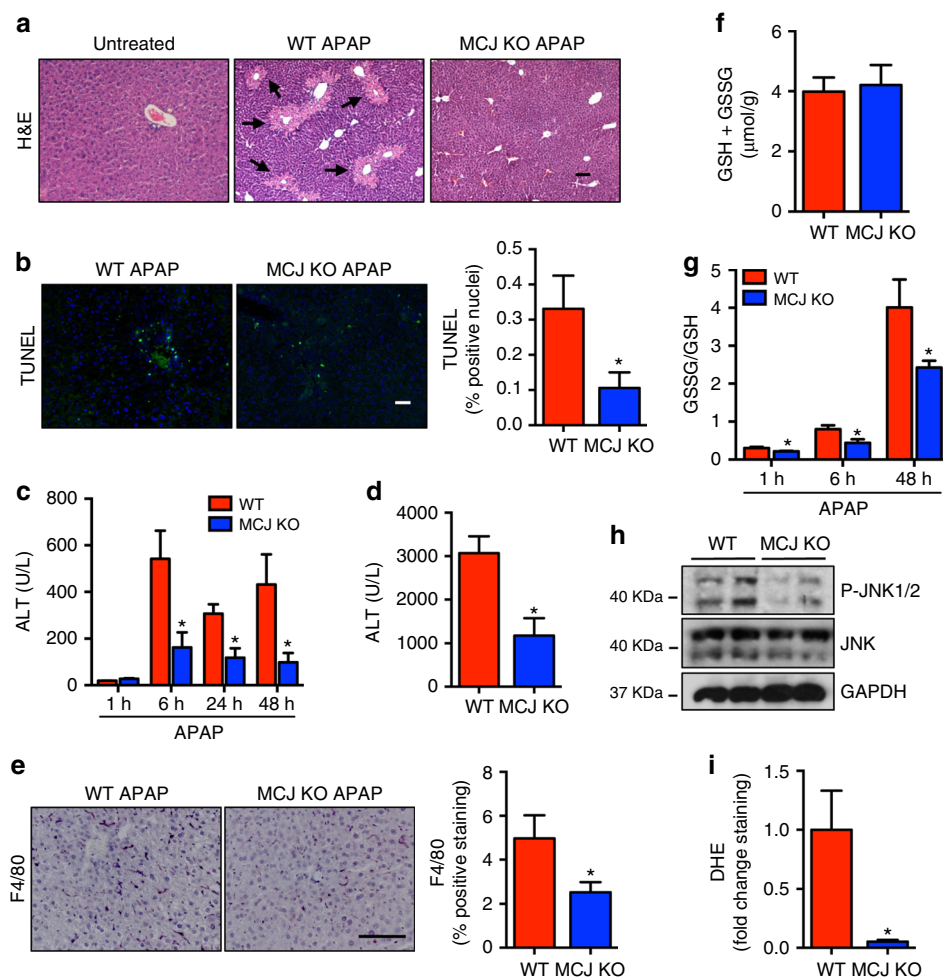 a
Untreated
WT APAP
MCJ KO APAP
H&E
b
WT APAP
MCJ KO APAP
TUNEL
TUNEL
(% positive nuclei)
0.5
0.4
0.3
0.2
0.1
0.0
*
WT MCJ KO
c
ALT (U/L)
800
600
400
200
0
WT
MCJ KO
*
*
*
1 h 6 h 24 h 48 h
APAP
d
ALT (U/L)
4000
3000
2000
1000
0
*
WT MCJ KO
e
WT APAP
MCJ KO APAP
F4/80
F4/80
(% positive staining)
8
6
4
2
0
*
WT MCJ KO
f
GSH + GSSG
(μmol/g)
6
4
2
0
WT MCJ KO
g
GSSG/GSH
5
4
3
2
1
0
WT
MCJ KO
*
*
*
1 h 6 h 48 h
APAP
h
WT MCJ KO
40 KDa
P-JNK1/2
40 KDa
JNK
37 KDa
GAPDH
i
DHE
(fold change staining)
1.5
1.0
0.5
0.0
*
WT MCJ KO